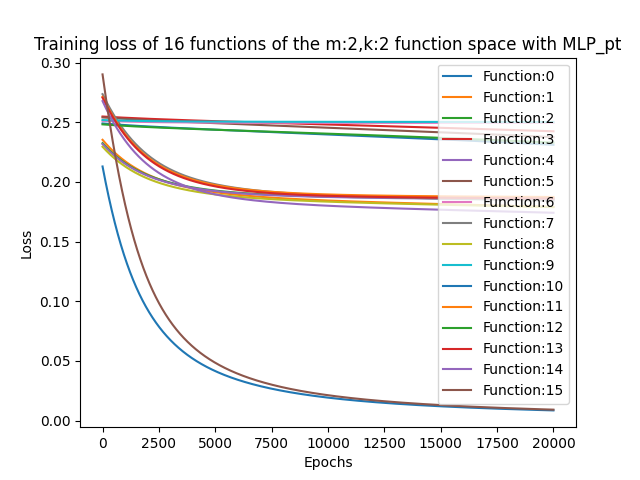 Training loss of 16 functions of the m:2,k:2 function space with MLP_pt
0.30
0.25
0.20
0.15
0.10
0.05
0.00
Loss
0 2500 5000 7500 10000 12500 15000 17500 20000
Epochs
Function:0
Function:1
Function:2
Function:3
Function:4
Function:5
Function:6
Function:7
Function:8
Function:9
Function:10
Function:11
Function:12
Function:13
Function:14
Function:15